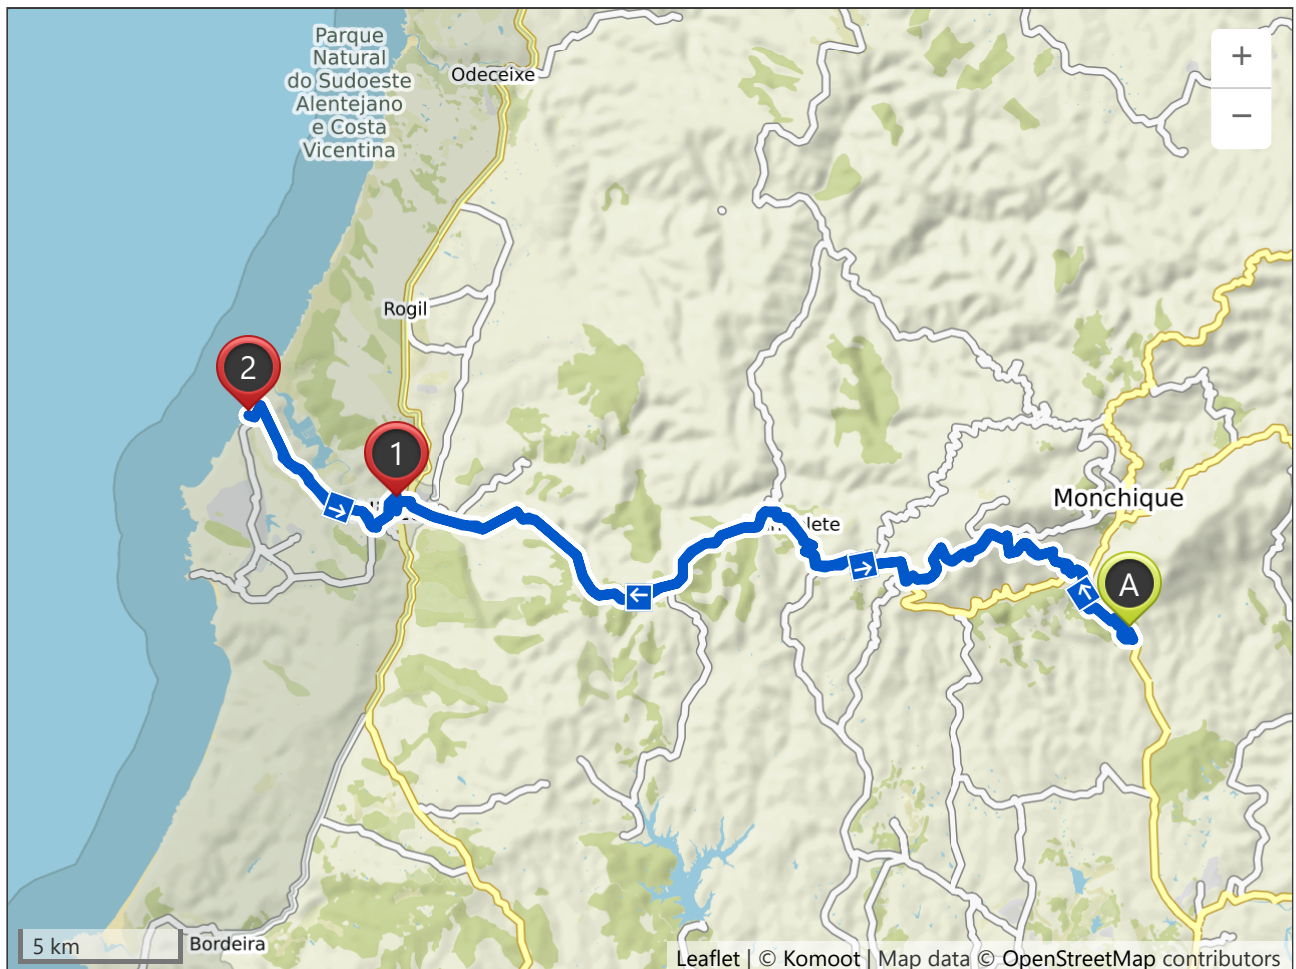 Parque
Natural
do Sudoeste
Alentejano
e Costa
Vicentina
Odeceixe
+
−
Rogil
2
1
Monchique
lete
A
5 km
Bordeira
Leaflet | © Komoot | Map data © OpenStreetMap contributors